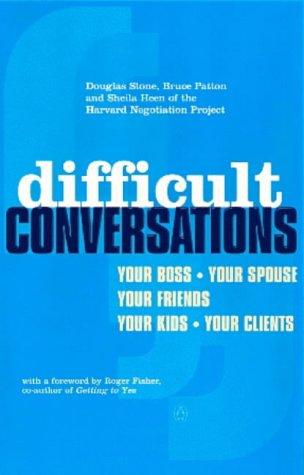 Douglas Stone, Bruce Patton
and Sheila Heen of the
Harvard Negotiation Project
difficult
CONVERSATIONS
YOUR BOSS • YOUR SPOUSE
YOUR FRIENDS
YOUR KIDS • YOUR CLIENTS
with a foreword by Roger Fisher,
co-author of Getting to Yes